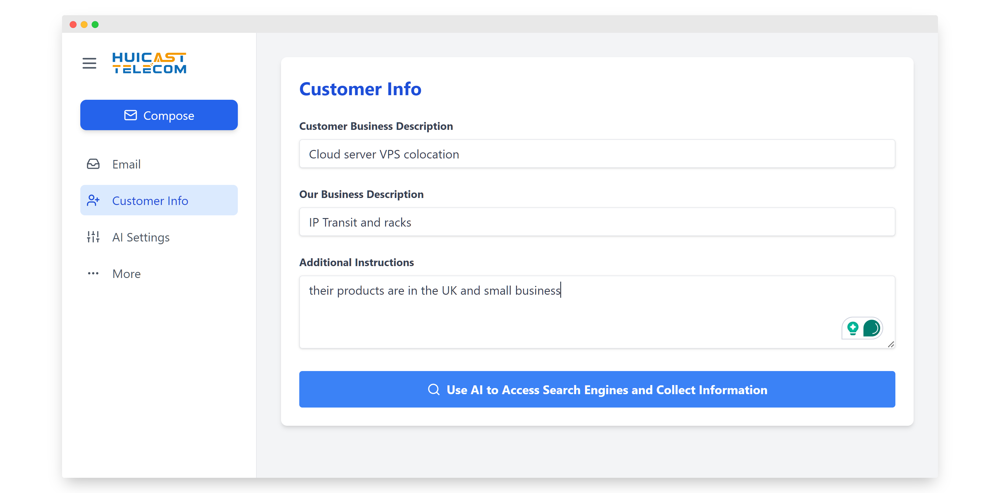 HUICAST
TELECOM
Compose
Email
Customer Info
AI Settings
More
Customer Info
Customer Business Description
Cloud server VPS colocation
Our Business Description
IP Transit and racks
Additional Instructions
their products are in the UK and small business
Use AI to Access Search Engines and Collect Information